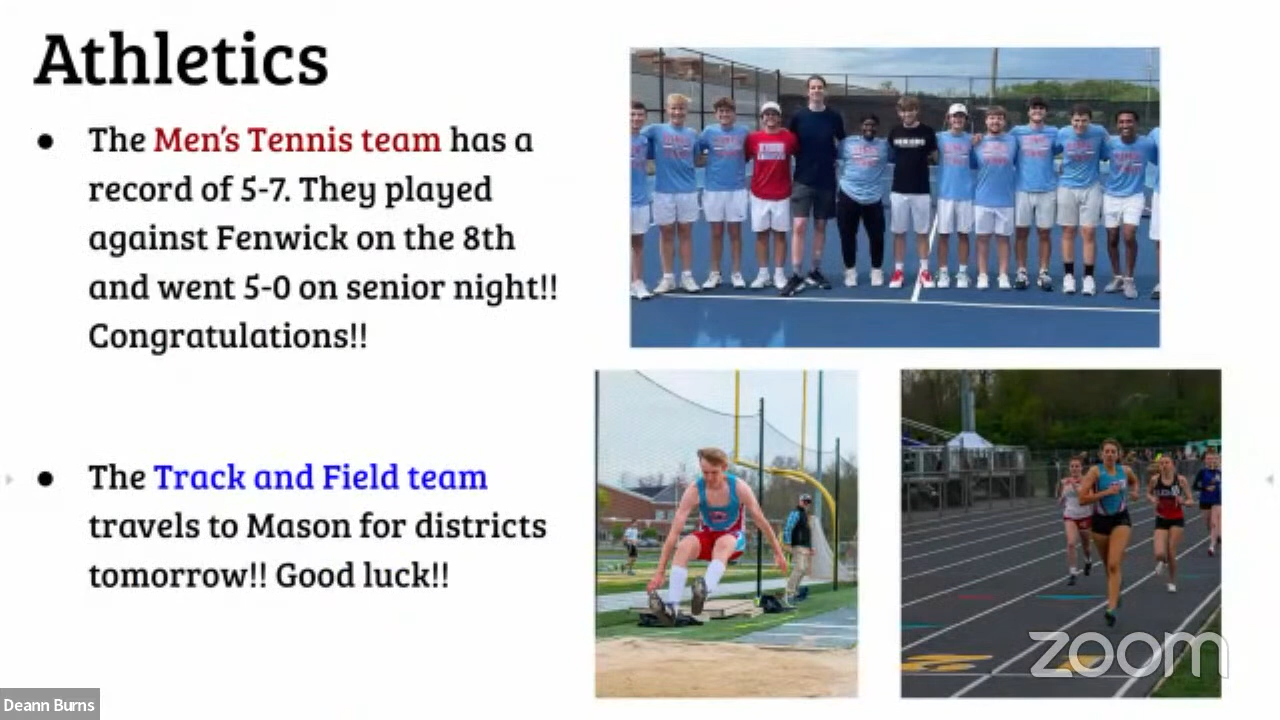 Athletics
The Men's Tennis team has a
record of 5-7. They played
against Fenwick on the 8th
and went 5-0 on senior night!!
Congratulations!!
The Track and Field team
travels to Mason for districts
tomorrow!! Good luck!!
zoom
Deann Burns